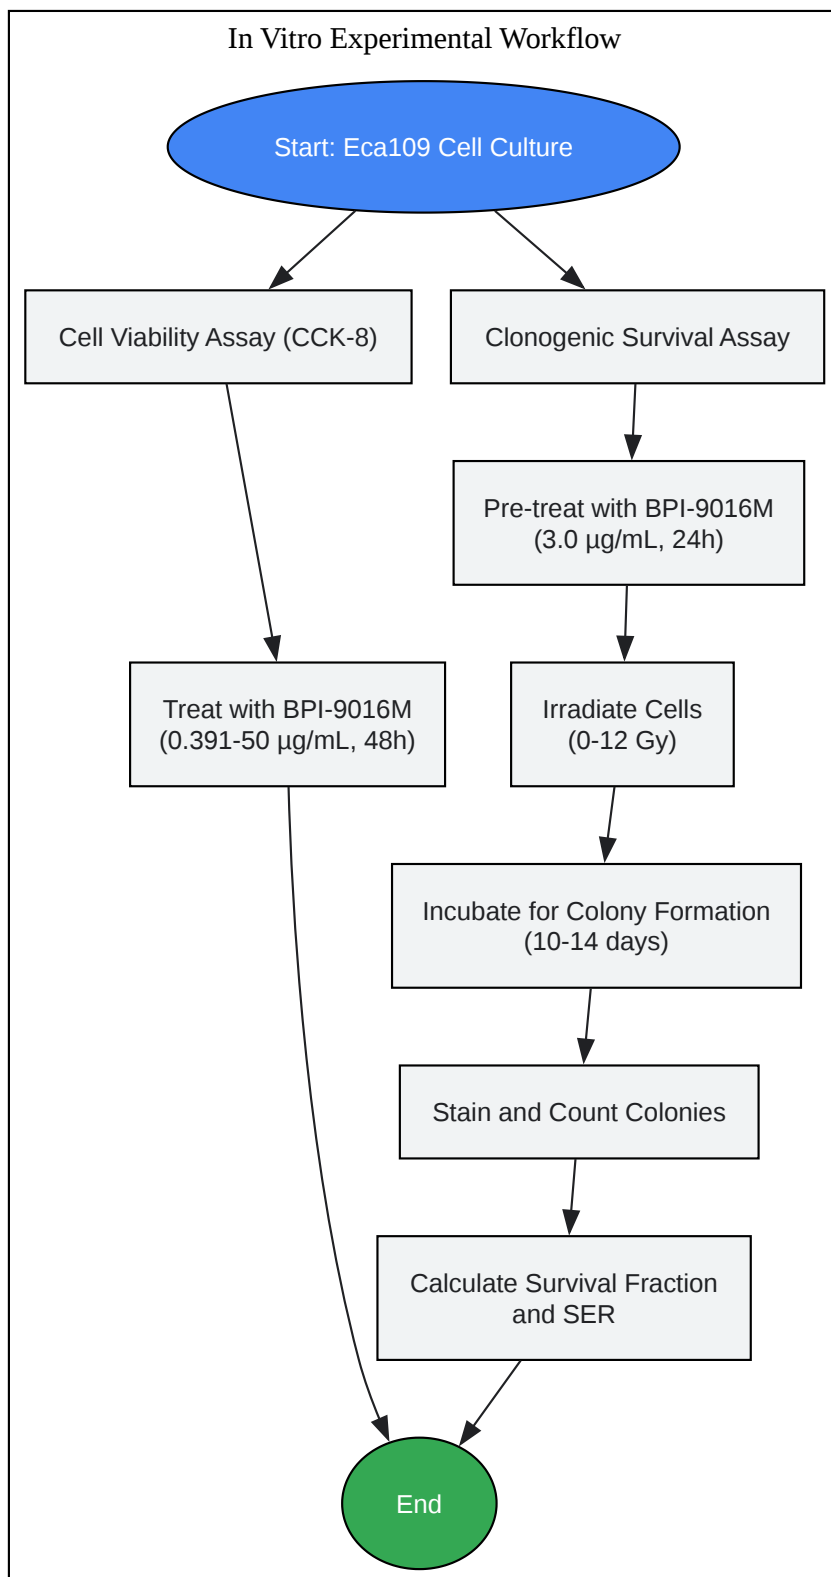 In Vitro Experimental Workflow
Start: Eca109 Cell Culture
Cell Viability Assay (CCK-8)
Clonogenic Survival Assay
Pre-treat with BPI-9016M
(3.0 µg/mL, 24h)
Treat with BPI-9016M
(0.391-50 µg/mL, 48h)
Irradiate Cells
(0-12 Gy)
Incubate for Colony Formation
(10-14 days)
Stain and Count Colonies
Calculate Survival Fraction
and SER
End